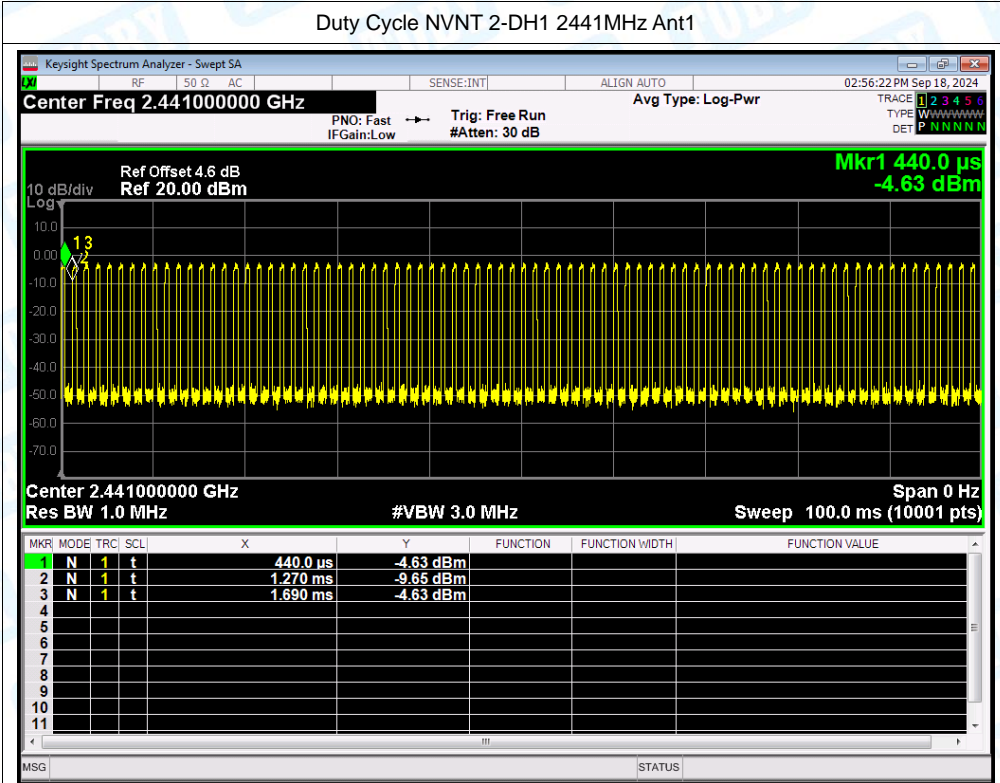 Duty Cycle NVNT 2-DH1 2441MHz Ant1
Keysight Spectrum Analyzer - Swept SA
LXI RF 50 Ω AC SENSE:INT ALIGN AUTO 02:56:22 PM Sep 18, 2024
Center Freq 2.441000000 GHz Avg Type: Log-Pwr TRACE 1 2 3 4 5 6
PNO: Fast Trig: Free Run TYPE WWWWWW
IFGain:Low #Atten: 30 dB DET P N N N N N
Mkr1 440.0 µs
Ref Offset 4.6 dB
10 dB/div Ref 20.00 dBm -4.63 dBm
Log
10.0
1 3
0.00
2
-10.0
-20.0
-30.0
-40.0
-50.0
-60.0
-70.0
Center 2.441000000 GHz Span 0 Hz
Res BW 1.0 MHz #VBW 3.0 MHz Sweep 100.0 ms (10001 pts)
MKR MODE TRC SCL X Y FUNCTION FUNCTION WIDTH FUNCTION VALUE
1 N 1 t 440.0 µs -4.63 dBm
2 N 1 t 1.270 ms -9.65 dBm
3 N 1 t 1.690 ms -4.63 dBm
4
5
6
7
8
9
10
11
MSG STATUS